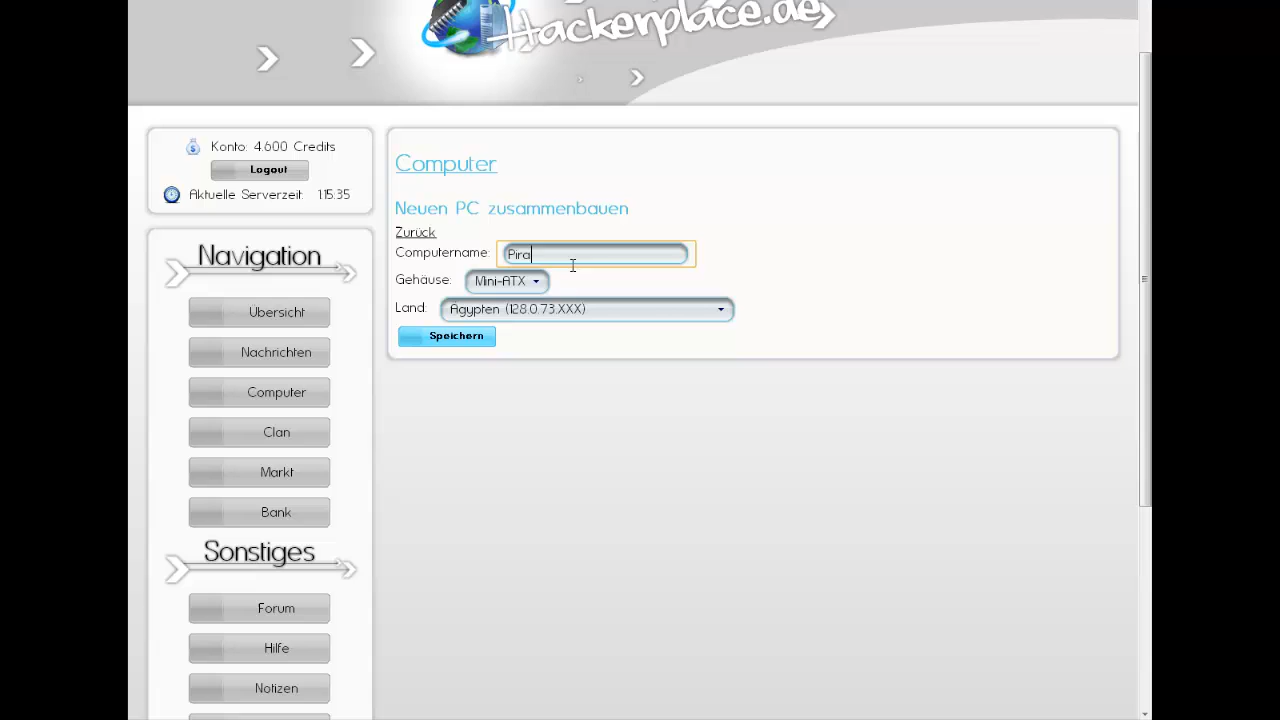 Hackerplace.de
Konto: 4.600 Credits
Logout
Aktuelle Serverzeit: 1:15:35
Navigation
Übersicht
Nachrichten
Computer
Clan
Markt
Bank
Sonstiges
Forum
Hilfe
Notizen
Computer
Neuen PC zusammenbauen
Zurück
Computername: Pira
Gehäuse: Mini-ATX
Land: Ägypten (128.0.73.XXX)
Speichern